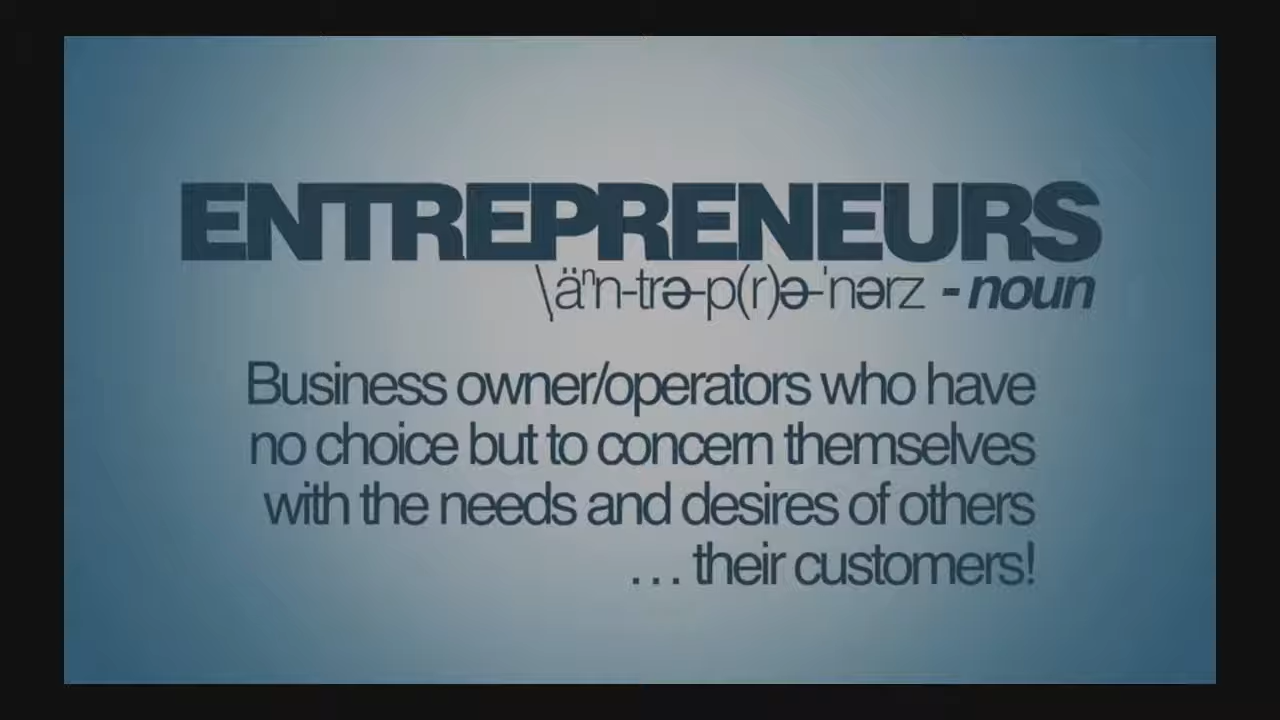 ENTREPRENEURS
\äⁿn-trə-p(r)ə-ˈnərz - noun
Business owner/operators who have
no choice but to concern themselves
with the needs and desires of others
... their customers!